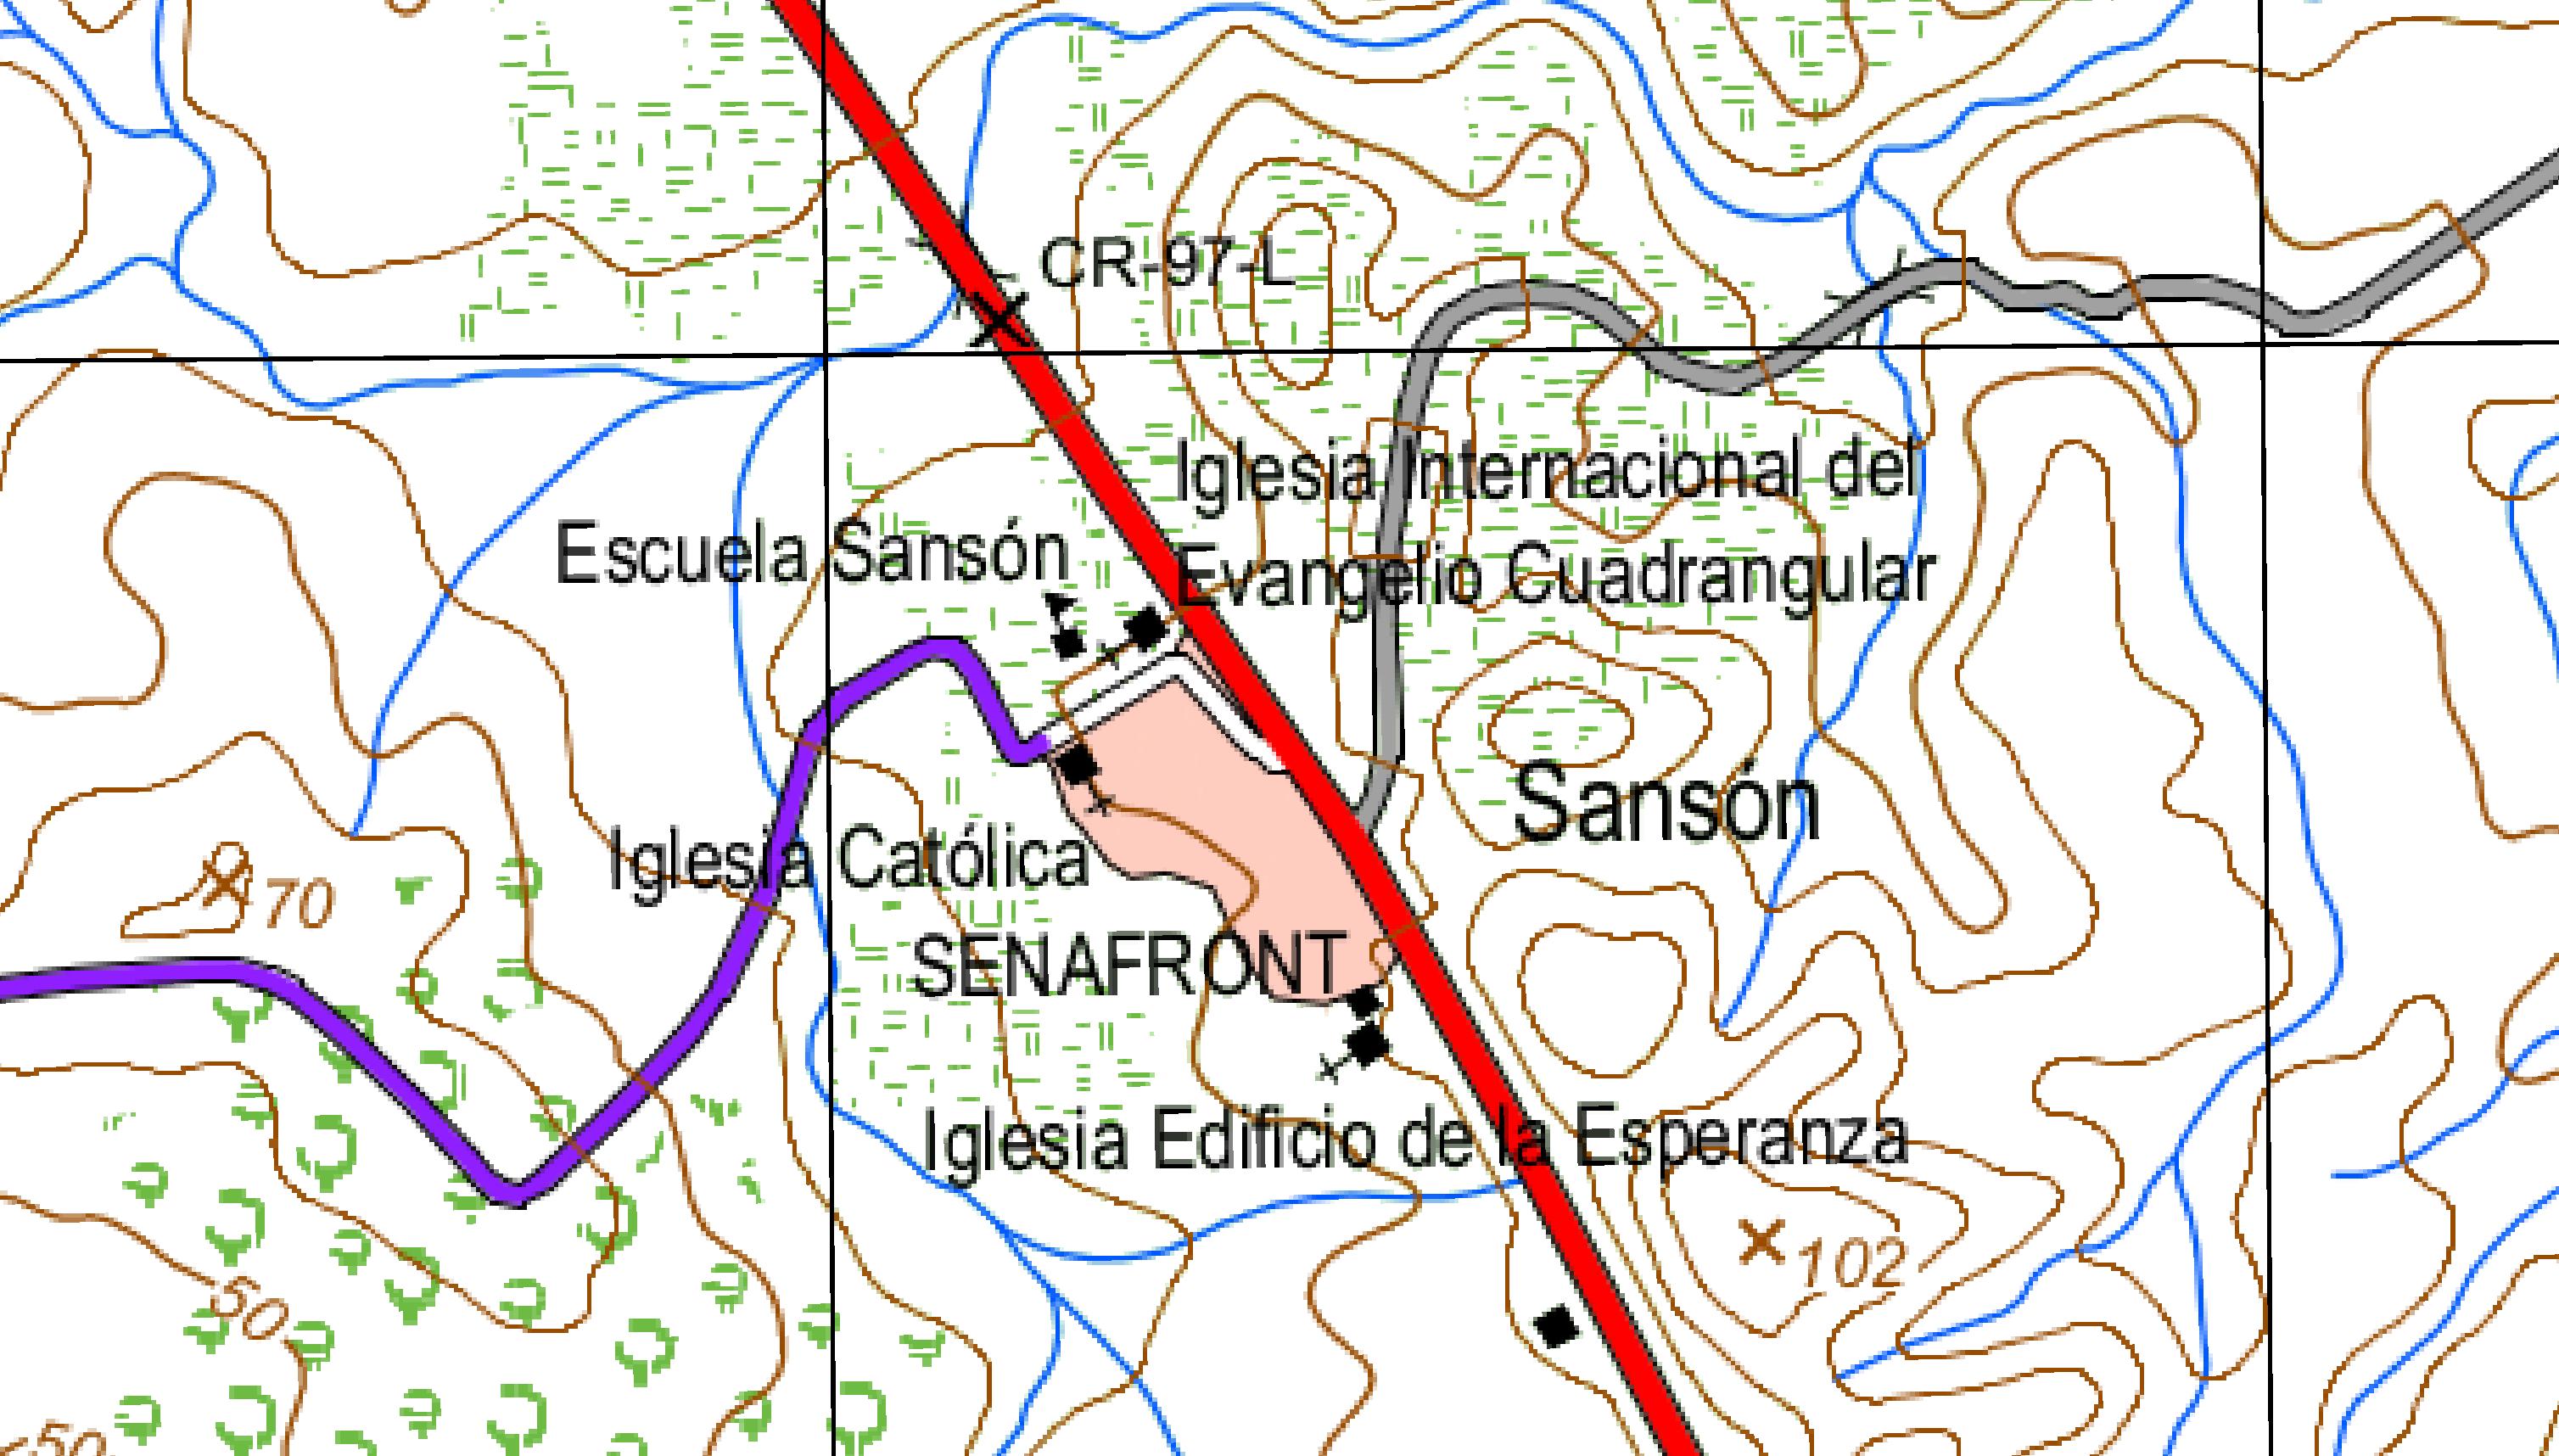 CR-97-L
Iglesia Internacional del
Evangelio Cuadrangular
Escuela Sansón
Sansón
Iglesia Católica
70
SENAFRONT
Iglesia Edificio de la Esperanza
102
50
50